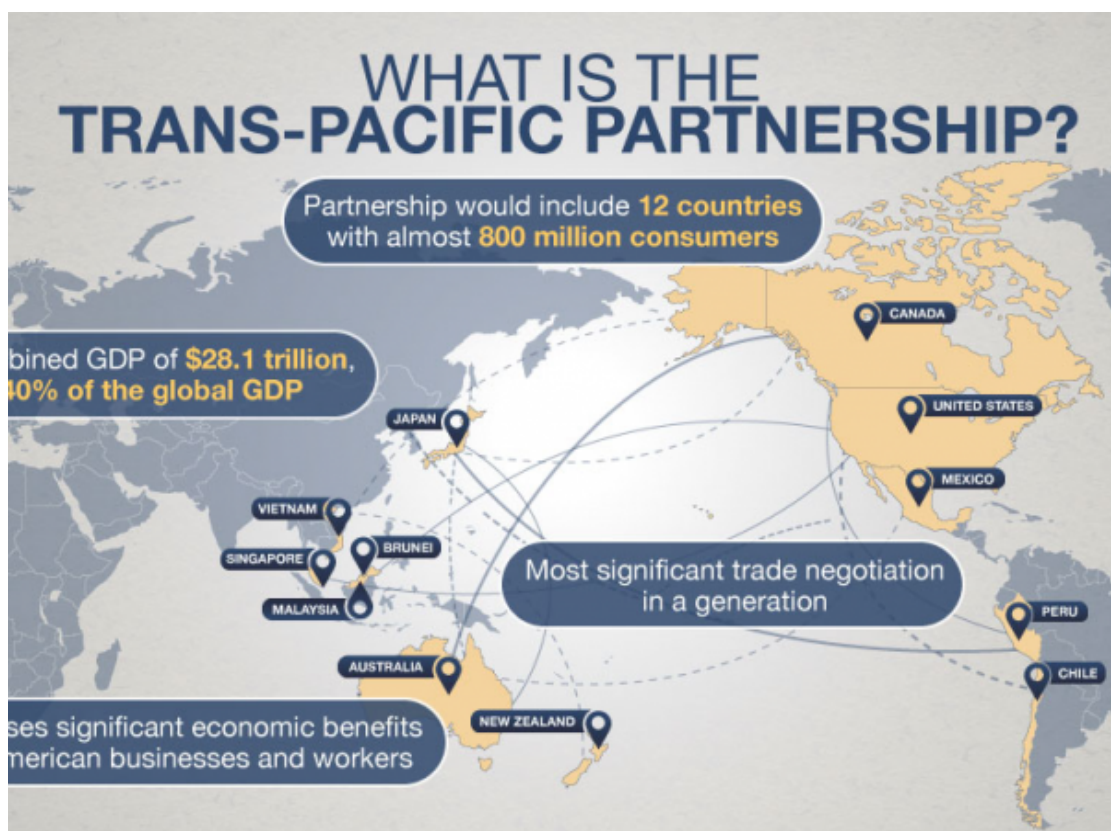 WHAT IS THE
TRANS-PACIFIC PARTNERSHIP?
Partnership would include 12 countries
with almost 800 million consumers
bined GDP of $28.1 trillion,
40% of the global GDP
CANADA
UNITED STATES
JAPAN
MEXICO
VIETNAM
BRUNEI
SINGAPORE
MALAYSIA
Most significant trade negotiation
in a generation
PERU
AUSTRALIA
CHILE
NEW ZEALAND
ses significant economic benefits
merican businesses and workers